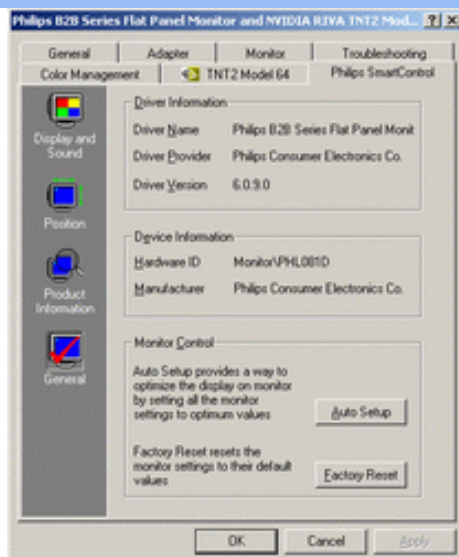 Philips B2B Series Flat Panel Monitor and NVIDIA RIVA TNT2 Mod...
General Adapter Monitor Troubleshooting
Color Management TNT2 Model 64 Philips SmartControl
Display and
Sound
Position
Product
Information
General
Driver Information
Driver Name Philips B2B Series Flat Panel Monit
Driver Provider Philips Consumer Electronics Co.
Driver Version 6.0.9.0
Device Information
Hardware ID Monitor\PHL081D
Manufacturer Philips Consumer Electronics Co.
Monitor Control
Auto Setup provides a way to
optimize the display on monitor
by setting all the monitor
settings to optimum values
Auto Setup
Factory Reset resets the
monitor settings to their default
values
Factory Reset
OK Cancel Apply